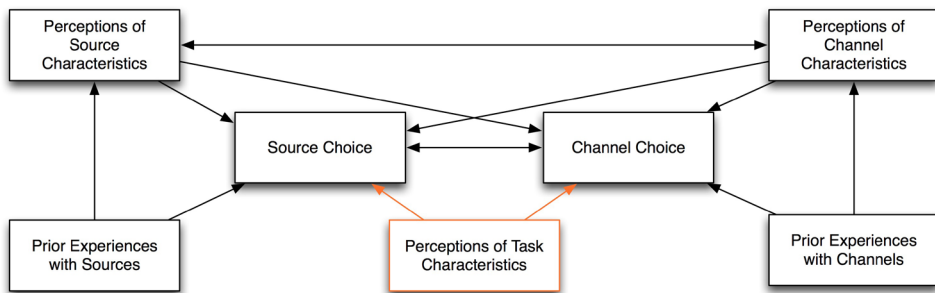 Perceptions of
Source
Characteristics
Perceptions of
Channel
Characteristics
Source Choice
Channel Choice
Prior Experiences
with Sources
Perceptions of Task
Characteristics
Prior Experiences
with Channels